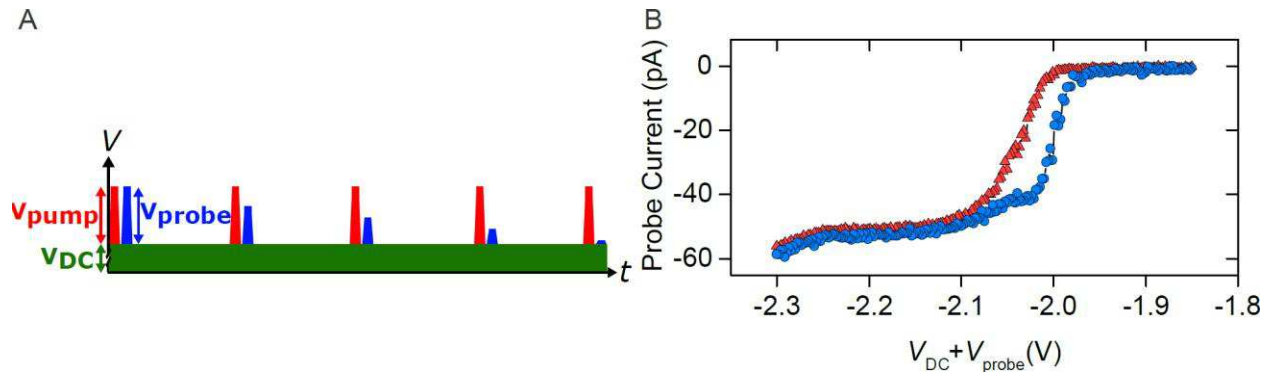 A
V
Vpump
Vprobe
VDC
t
B
Probe Current (pA)
0
-20
-40
-60
-2.3 -2.2 -2.1 -2.0 -1.9 -1.8
VDC+Vprobe(V)